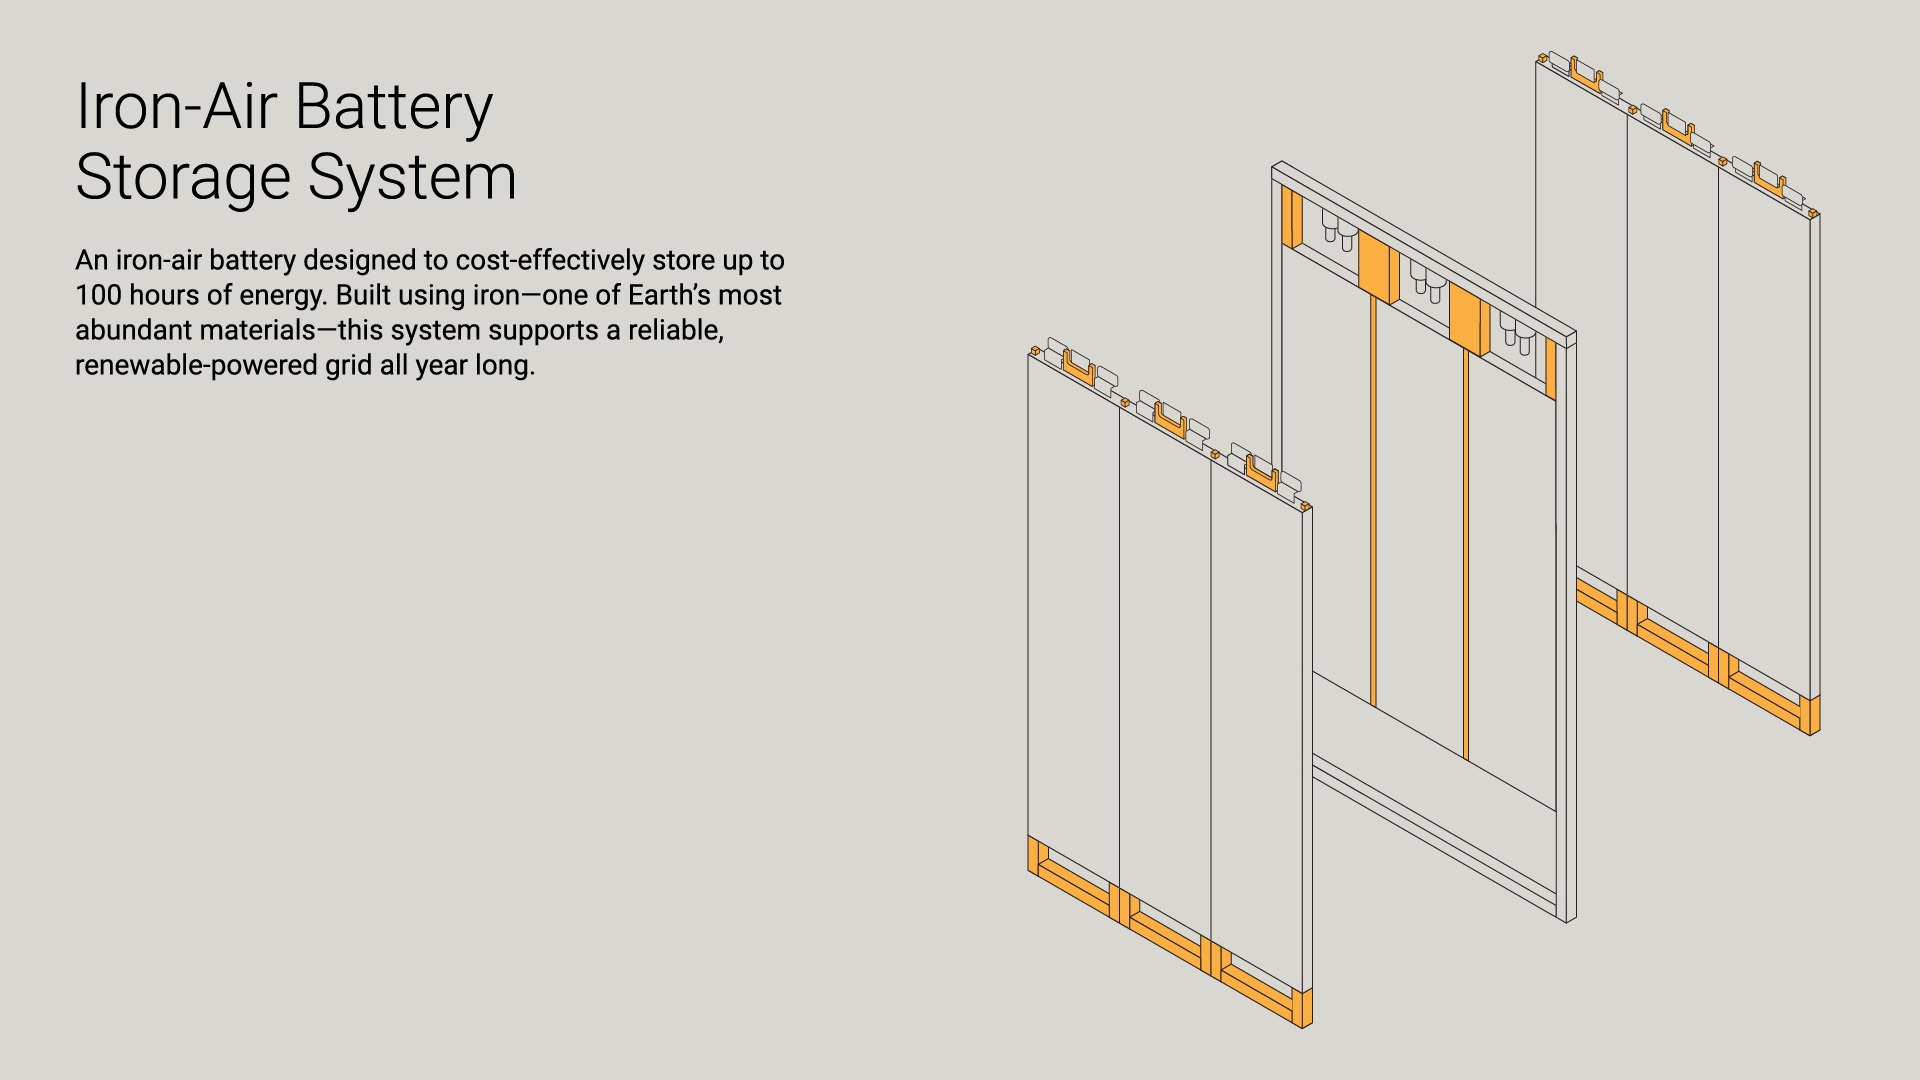 Iron-Air Battery
Storage System
An iron-air battery designed to cost-effectively store up to
100 hours of energy. Built using iron—one of Earth’s most
abundant materials—this system supports a reliable,
renewable-powered grid all year long.